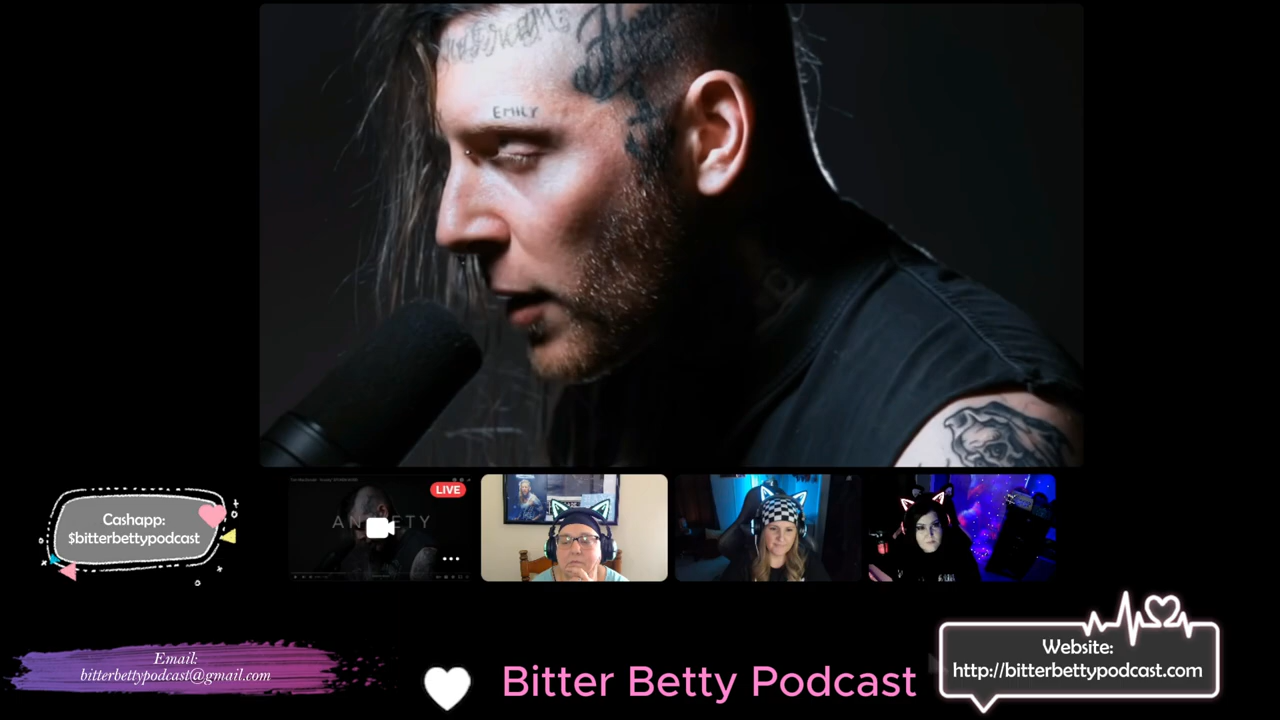 EMILY
LIVE
Cashapp:
$bitterbettypodcast
Email:
bitterbettypodcast@gmail.com
Bitter Betty Podcast
Website:
http://bitterbettypodcast.com